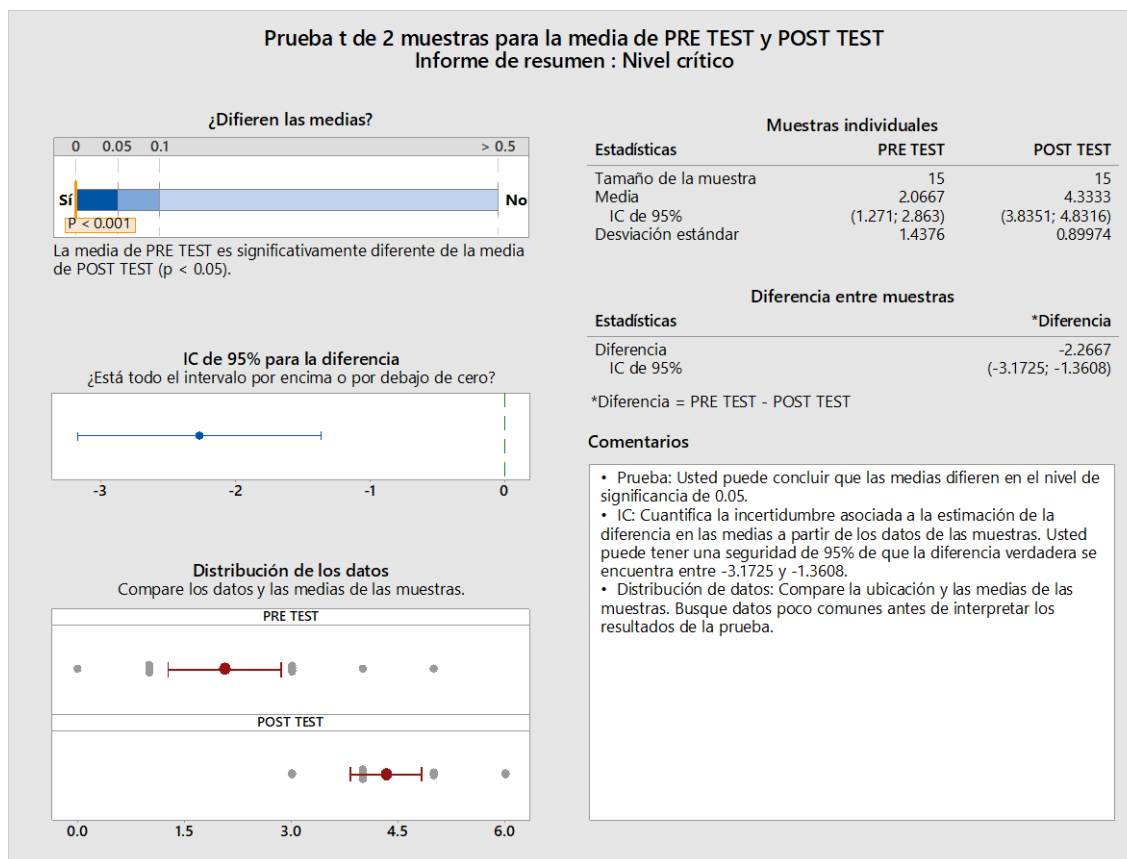 Prueba t de 2 muestras para la media de PRE TEST y POST TEST
Informe de resumen : Nivel crítico
¿Difieren las medias?
0 0.05 0.1 > 0.5
Sí No
P < 0.001
La media de PRE TEST es significativamente diferente de la media
de POST TEST (p < 0.05).
IC de 95% para la diferencia
¿Está todo el intervalo por encima o por debajo de cero?
-3 -2 -1 0
Distribución de los datos
Compare los datos y las medias de las muestras.
PRE TEST
POST TEST
0.0 1.5 3.0 4.5 6.0
Muestras individuales
Estadísticas PRE TEST POST TEST
Tamaño de la muestra 15 15
Media 2.0667 4.3333
IC de 95% (1.271; 2.863) (3.8351; 4.8316)
Desviación estándar 1.4376 0.89974
Diferencia entre muestras
Estadísticas *Diferencia
Diferencia -2.2667
IC de 95% (-3.1725; -1.3608)
*Diferencia = PRE TEST - POST TEST
Comentarios
• Prueba: Usted puede concluir que las medias difieren en el nivel de
significancia de 0.05.
• IC: Cuantifica la incertidumbre asociada a la estimación de la
diferencia en las medias a partir de los datos de las muestras. Usted
puede tener una seguridad de 95% de que la diferencia verdadera se
encuentra entre -3.1725 y -1.3608.
• Distribución de datos: Compare la ubicación y las medias de las
muestras. Busque datos poco comunes antes de interpretar los
resultados de la prueba.